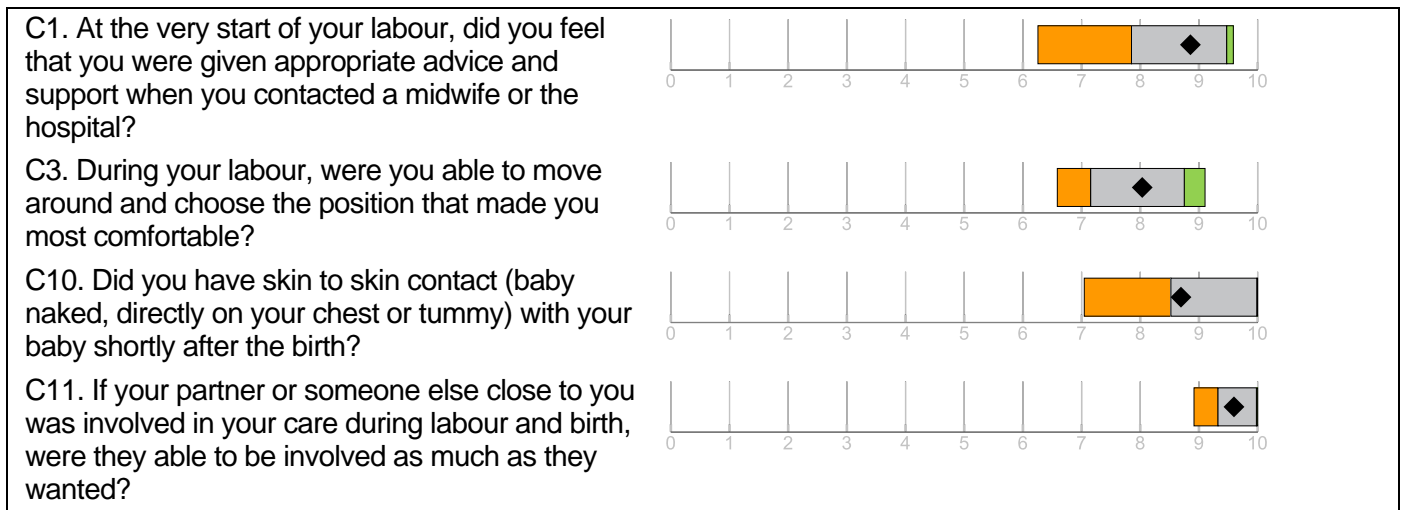 C1. At the very start of your labour, did you feel
that you were given appropriate advice and
support when you contacted a midwife or the
hospital?
0 1 2 3 4 5 6 7 8 9 10
C3. During your labour, were you able to move
around and choose the position that made you
most comfortable?
0 1 2 3 4 5 6 7 8 9 10
C10. Did you have skin to skin contact (baby
naked, directly on your chest or tummy) with your
baby shortly after the birth?
0 1 2 3 4 5 6 7 8 9 10
C11. If your partner or someone else close to you
was involved in your care during labour and birth,
were they able to be involved as much as they
wanted?
0 1 2 3 4 5 6 7 8 9 10